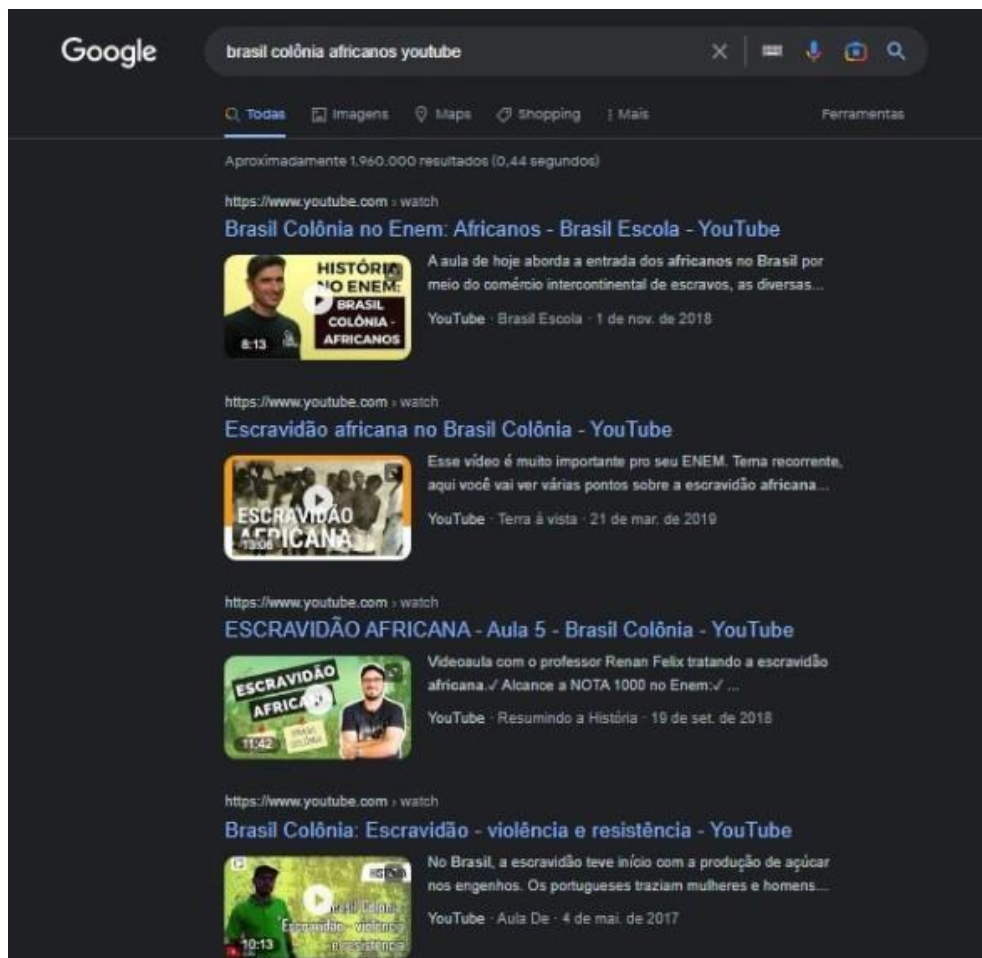 Google
brasil colônia africanos youtube
Todas Imagens Maps Shopping Mais Ferramentas
Aproximadamente 1.960.000 resultados (0,44 segundos)
https://www.youtube.com › watch
Brasil Colônia no Enem: Africanos - Brasil Escola - YouTube
HISTÓRIA
NO ENEM:
BRASIL
COLÔNIA -
AFRICANOS
8:13
A aula de hoje aborda a entrada dos africanos no Brasil por
meio do comércio intercontinental de escravos, as diversas...
YouTube · Brasil Escola · 1 de nov. de 2018
https://www.youtube.com › watch
Escravidão africana no Brasil Colônia - YouTube
ESCRAVIDÃO
AFRICANA
13:06
Esse vídeo é muito importante pro seu ENEM. Tema recorrente,
aqui você vai ver várias pontos sobre a escravidão africana...
YouTube · Terra à vista · 21 de mar. de 2019
https://www.youtube.com › watch
ESCRAVIDÃO AFRICANA - Aula 5 - Brasil Colônia - YouTube
ESCRAVIDÃO
AFRICANA
BRASIL
COLÔNIA
11:42
Videoaula com o professor Renan Felix tratando a escravidão
africana.✓ Alcance a NOTA 1000 no Enem:✓ ...
YouTube · Resumindo a História · 19 de set. de 2018
https://www.youtube.com › watch
Brasil Colônia: Escravidão - violência e resistência - YouTube
Brasil Colônia:
Escravidão - violência
e resistência
10:13
No Brasil, a escravidão teve início com a produção de açúcar
nos engenhos. Os portugueses traziam mulheres e homens...
YouTube · Aula De · 4 de mai. de 2017